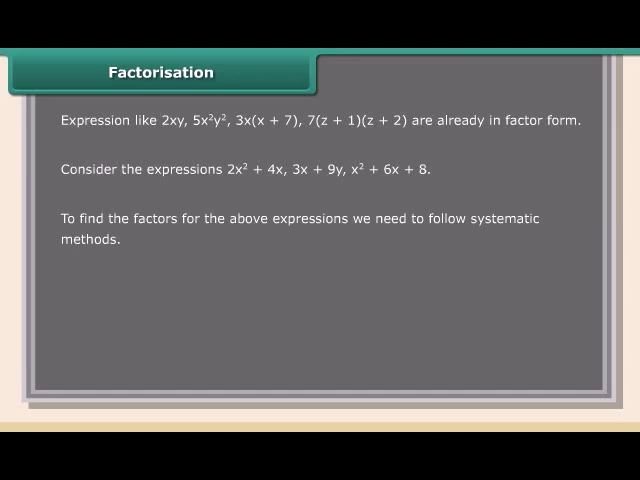 Factorisation
Expression like 2xy, 5x²y², 3x(x + 7), 7(z + 1)(z + 2) are already in factor form.
Consider the expressions 2x² + 4x, 3x + 9y, x² + 6x + 8.
To find the factors for the above expressions we need to follow systematic
methods.